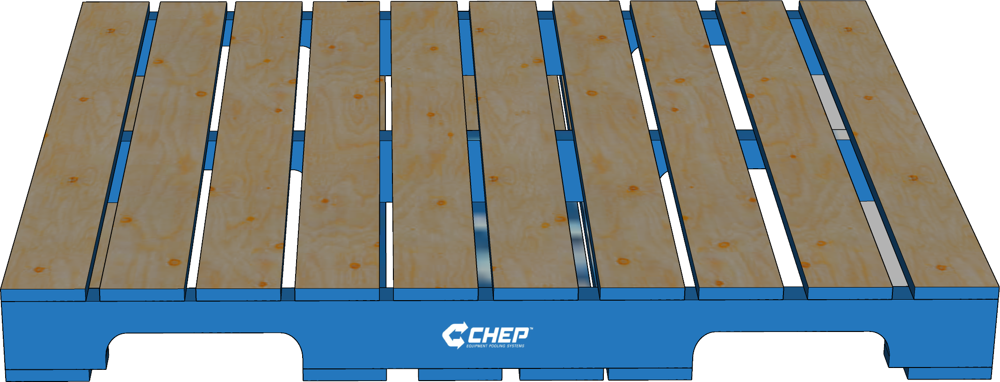 CHEP™
EQUIPMENT POOLING SYSTEMS